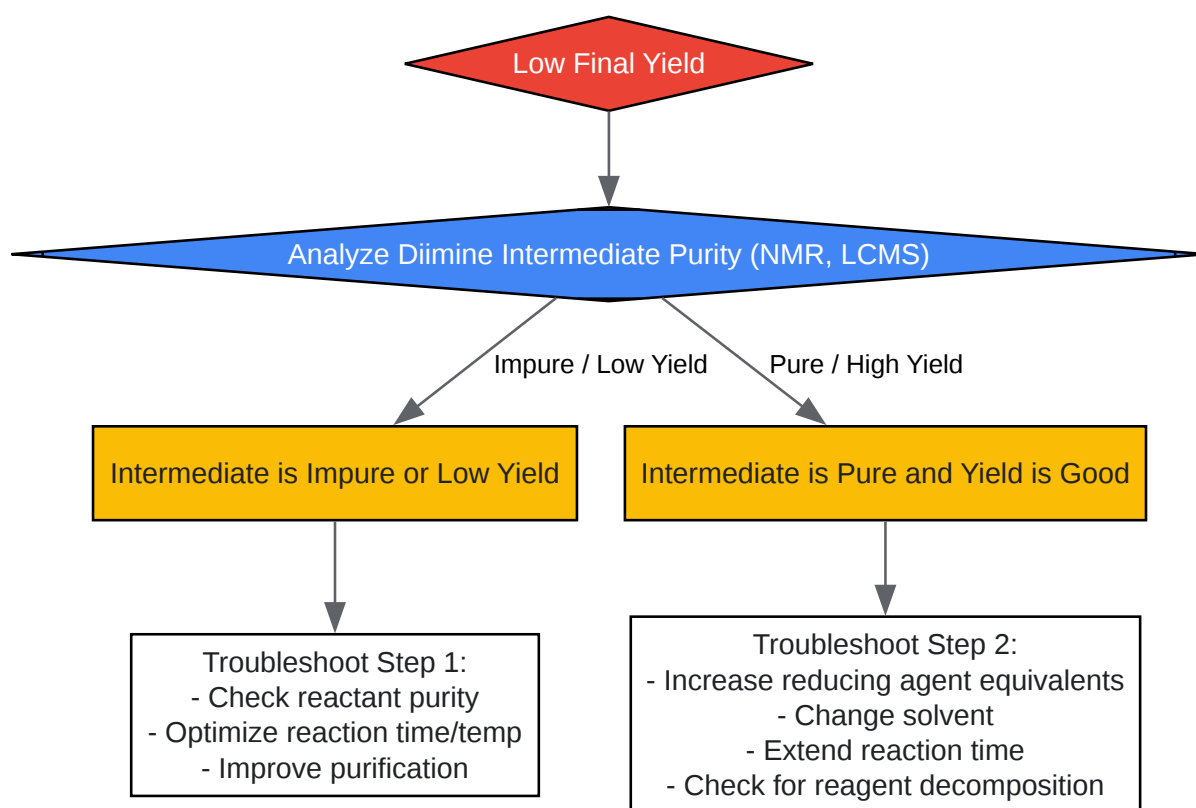 Low Final Yield
Analyze Diimine Intermediate Purity (NMR, LCMS)
Impure / Low Yield
Pure / High Yield
Intermediate is Impure or Low Yield
Intermediate is Pure and Yield is Good
Troubleshoot Step 1:
- Check reactant purity
- Optimize reaction time/temp
- Improve purification
Troubleshoot Step 2:
- Increase reducing agent equivalents
- Change solvent
- Extend reaction time
- Check for reagent decomposition